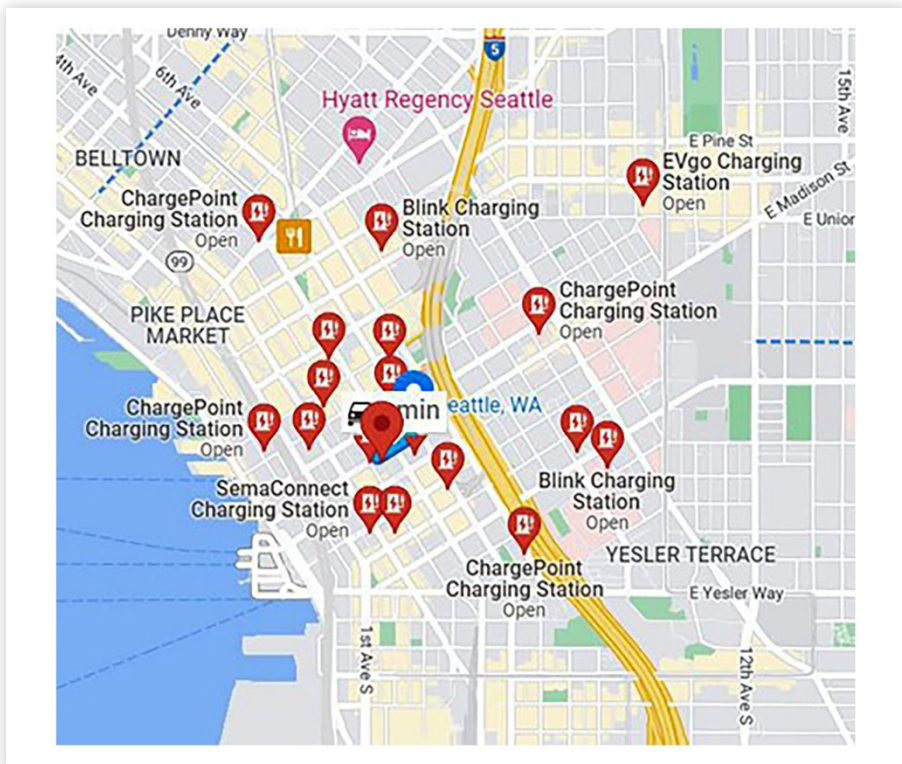 Denny Way
5
4th Ave
6th Ave
Hyatt Regency Seattle
15th Ave
BELLTOWN
E Pine St
EVgo Charging
Station
Open
E Madison St
ChargePoint
Charging Station
Open
Blink Charging
Station
Open
E Union
99
PIKE PLACE
MARKET
ChargePoint
Charging Station
Open
ChargePoint
Charging Station
Open
min
eattle, WA
SemaConnect
Charging Station
Open
Blink Charging
Station
Open
ChargePoint
Charging Station
Open
YESLER TERRACE
E Yesler Way
1st Ave S
12th Ave S